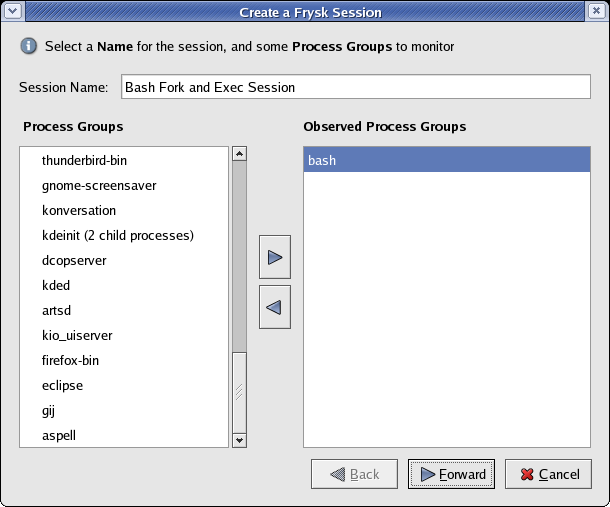 Create a Frysk Session
Select a Name for the session, and some Process Groups to monitor
Session Name: Bash Fork and Exec Session
Process Groups
thunderbird-bin
gnome-screensaver
konversation
kdeinit (2 child processes)
dcopserver
kded
artsd
kio_uiserver
firefox-bin
eclipse
gij
aspell
Observed Process Groups
bash
Back
Forward
Cancel